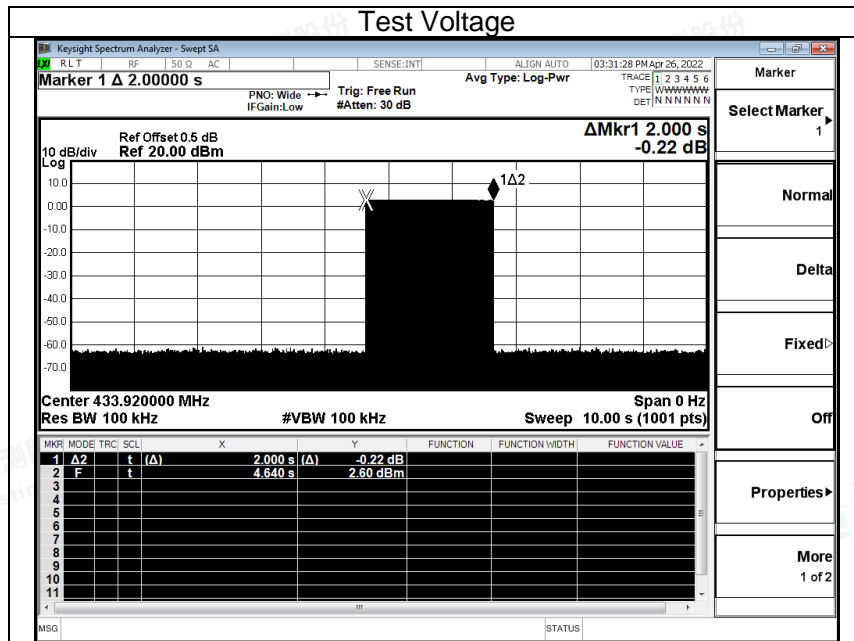 Test Voltage
Keysight Spectrum Analyzer - Swept SA
LXI RLT RF 50 Ω AC SENSE:INT ALIGN AUTO 03:31:28 PM Apr 26, 2022
Marker 1 Δ 2.00000 s
PNO: Wide
IFGain:Low
Trig: Free Run
#Atten: 30 dB
Avg Type: Log-Pwr
TRACE 1 2 3 4 5 6
TYPE WWWWWW
DET N N N N N N
Marker
Select Marker
1
Normal
Delta
Fixed
Off
Properties
More
1 of 2
ΔMkr1 2.000 s
-0.22 dB
Ref Offset 0.5 dB
10 dB/div Ref 20.00 dBm
Log
10.0
0.00
-10.0
-20.0
-30.0
-40.0
-50.0
-60.0
-70.0
1Δ2
Center 433.920000 MHz Span 0 Hz
Res BW 100 kHz #VBW 100 kHz Sweep 10.00 s (1001 pts)
MKR MODE TRC SCL X Y FUNCTION FUNCTION WIDTH FUNCTION VALUE
1 Δ2 t (Δ) 2.000 s (Δ) -0.22 dB
2 F t 4.640 s 2.60 dBm
3
4
5
6
7
8
9
10
11
MSG STATUS